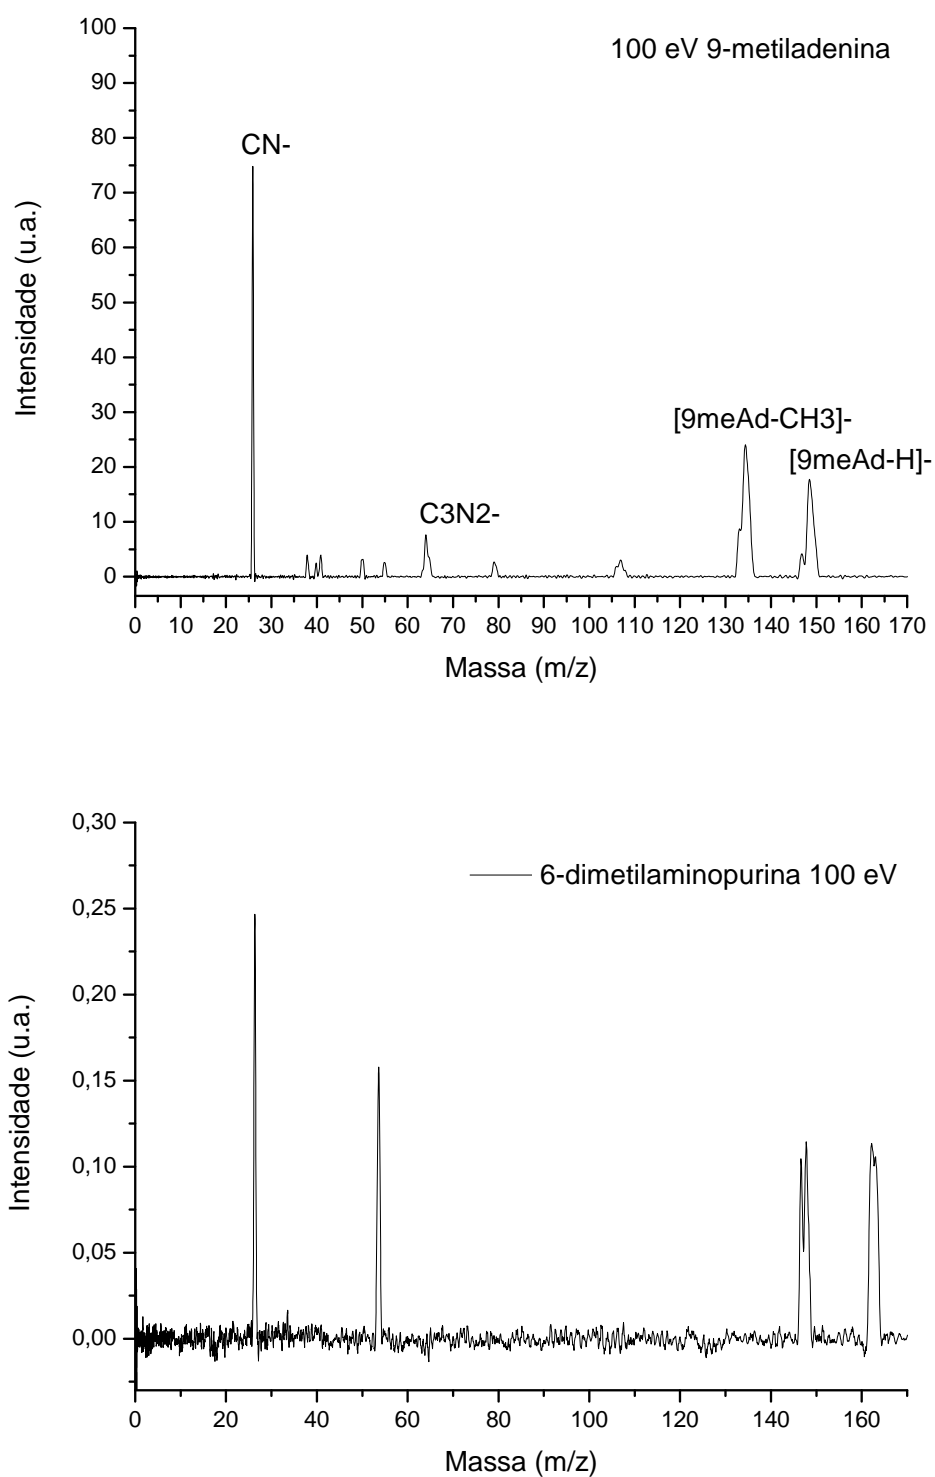 100 eV 9-metiladenina
CN-
[9meAd-CH3]-
[9meAd-H]-
C3N2-
Intensidade (u.a.)
100
90
80
70
60
50
40
30
20
10
0
0 10 20 30 40 50 60 70 80 90 100 110 120 130 140 150 160 170
Massa (m/z)
6-dimetilaminopurina 100 eV
Intensidade (u.a.)
0,30
0,25
0,20
0,15
0,10
0,05
0,00
0 20 40 60 80 100 120 140 160
Massa (m/z)